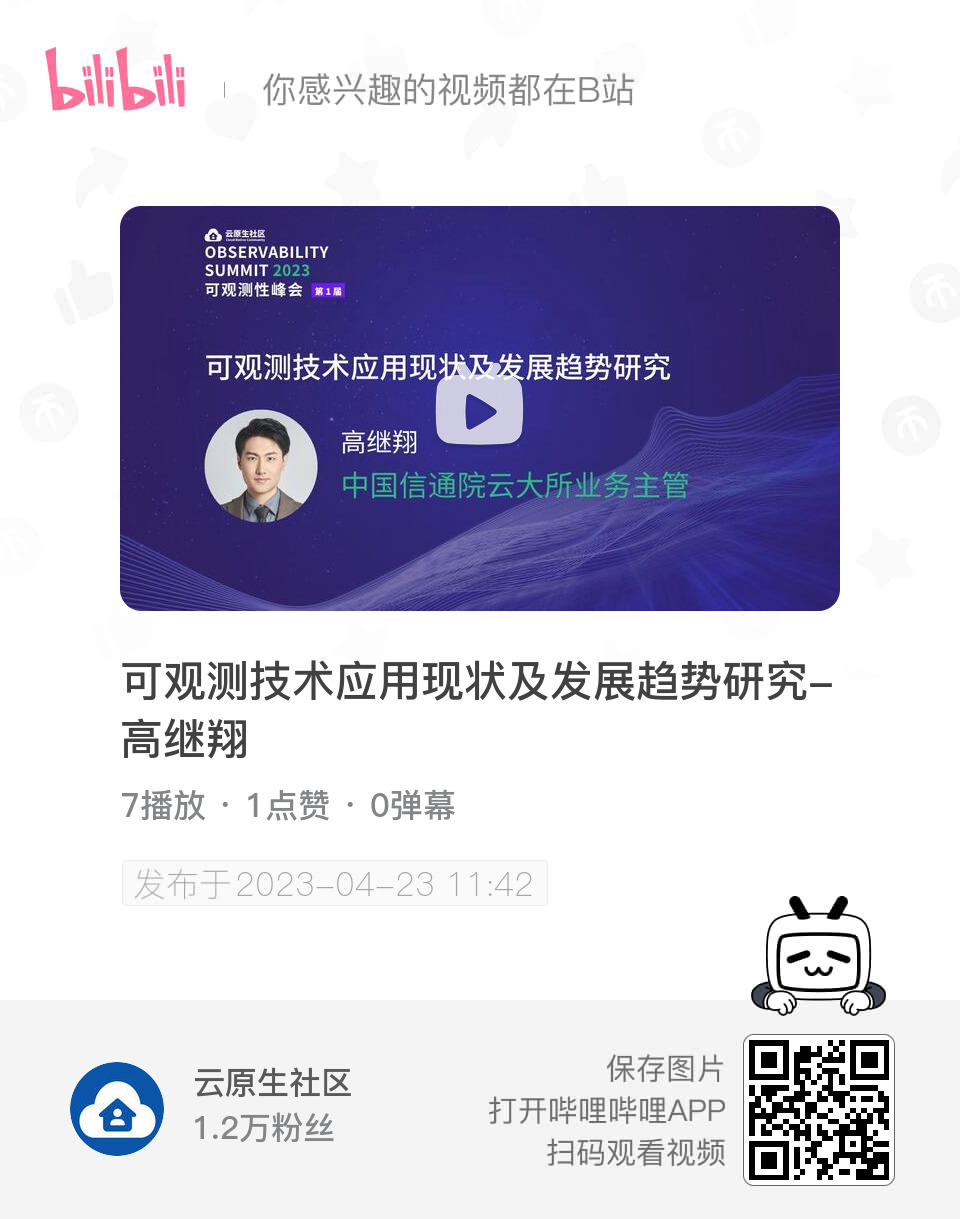 bilibili
你感兴趣的视频都在B站
云原生社区
Cloud Native Community
OBSERVABILITY
SUMMIT 2023
可观测性峰会 第1届
可观测技术应用现状及发展趋势研究
高继翔
中国信通院云大所业务主管
可观测技术应用现状及发展趋势研究-
高继翔
7播放 · 1点赞 · 0弹幕
发布于2023-04-23 11:42
云原生社区
1.2万粉丝
保存图片
打开哔哩哔哩APP
扫码观看视频